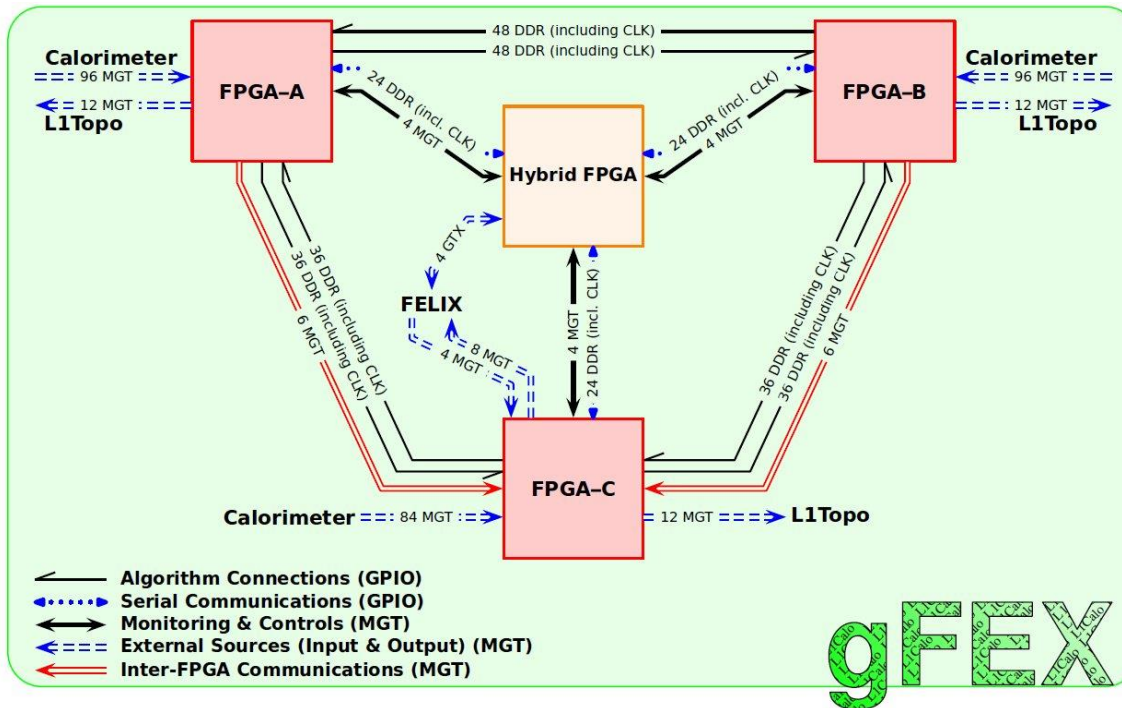 48 DDR (including CLK)
48 DDR (including CLK)
Calorimeter
96 MGT
12 MGT
L1Topo
FPGA–A
FPGA–B
Calorimeter
96 MGT
12 MGT
L1Topo
24 DDR (incl. CLK)
4 MGT
24 DDR (incl. CLK)
4 MGT
Hybrid FPGA
4 GTX
FELIX
4 MGT
8 MGT
4 MGT
24 DDR (incl. CLK)
36 DDR (including CLK)
36 DDR (including CLK)
6 MGT
36 DDR (including CLK)
36 DDR (including CLK)
6 MGT
FPGA–C
Calorimeter
84 MGT
12 MGT
L1Topo
Algorithm Connections (GPIO)
Serial Communications (GPIO)
Monitoring & Controls (MGT)
External Sources (Input & Output) (MGT)
Inter-FPGA Communications (MGT)
gFEX
L1Calo